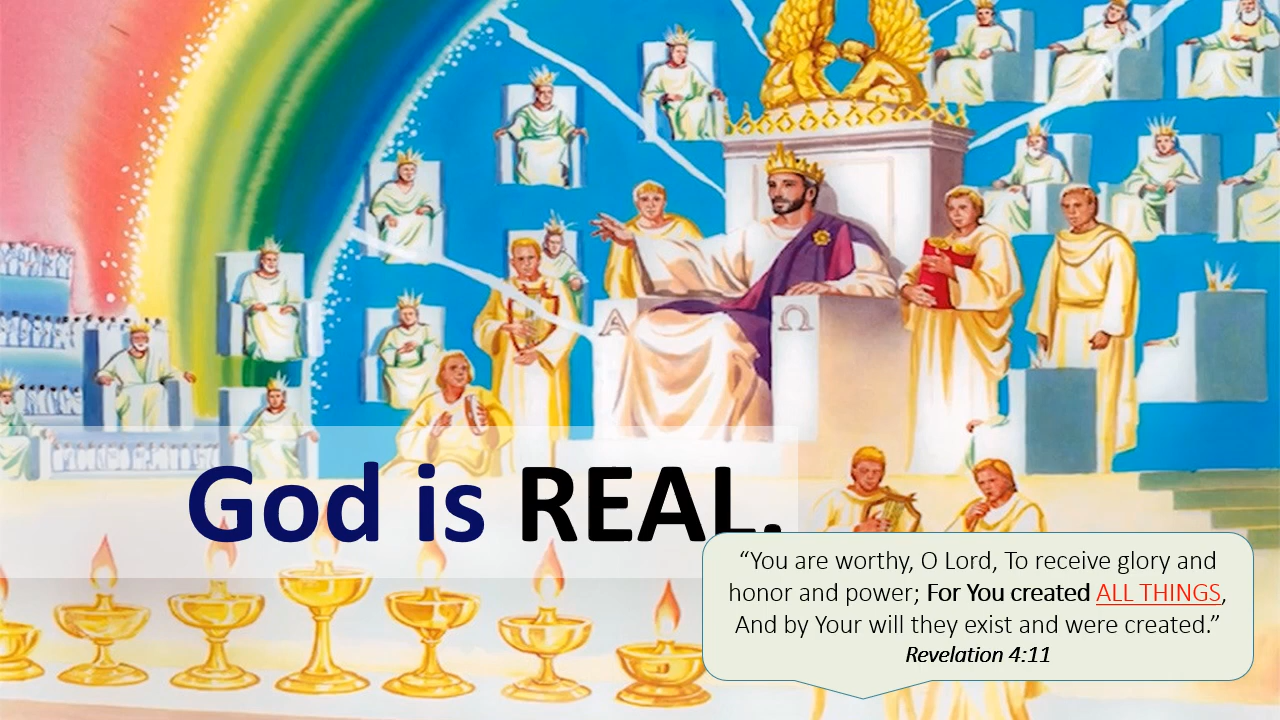 Α Ω
God is REAL.
“You are worthy, O Lord, To receive glory and
honor and power; For You created ALL THINGS,
And by Your will they exist and were created.”
Revelation 4:11